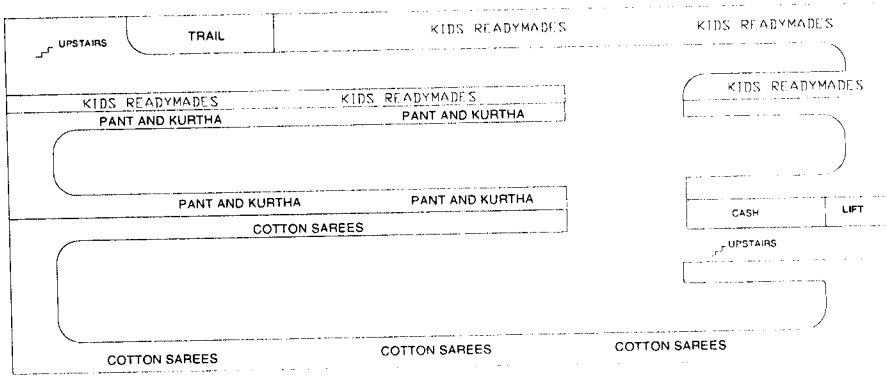 UPSTAIRS
TRAIL
KIDS READYMADES
KIDS READYMADES
KIDS READYMADES
KIDS READYMADES
KIDS READYMADES
PANT AND KURTHA
PANT AND KURTHA
PANT AND KURTHA
PANT AND KURTHA
CASH
LIFT
COTTON SAREES
UPSTAIRS
COTTON SAREES
COTTON SAREES
COTTON SAREES